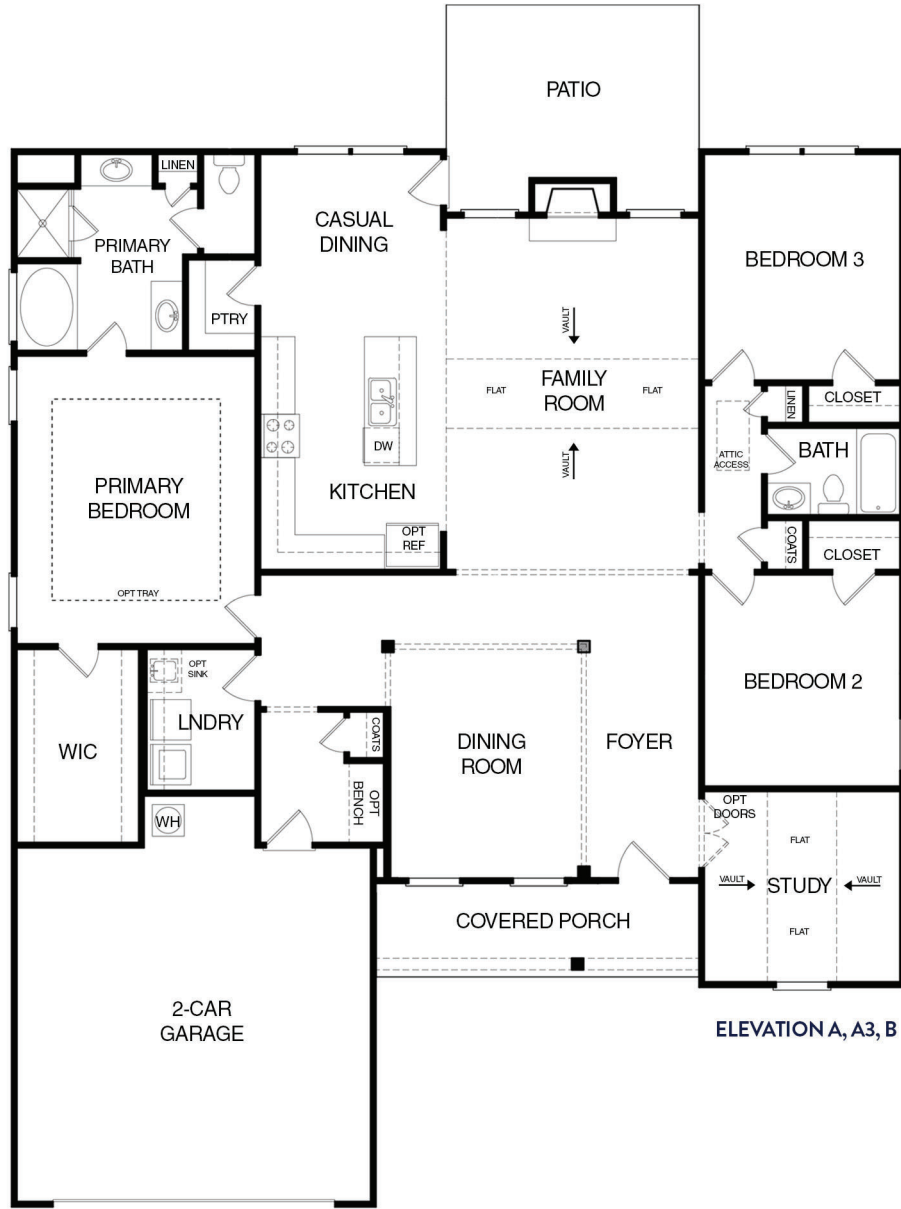 PATIO
LINEN
CASUAL
DINING
PRIMARY
BATH
BEDROOM 3
PTRY
VAULT
FLAT
FAMILY
ROOM
FLAT
LINEN
CLOSET
DW
VAULT
ATTIC
ACCESS
BATH
PRIMARY
BEDROOM
KITCHEN
OPT
REF
COATS
CLOSET
OPT TRAY
OPT
SINK
LNDRY
BEDROOM 2
WIC
COATS
DINING
ROOM
FOYER
OPT
BENCH
OPT
DOORS
WH
FLAT
VAULT
STUDY
VAULT
FLAT
COVERED PORCH
2-CAR
GARAGE
ELEVATION A, A3, B